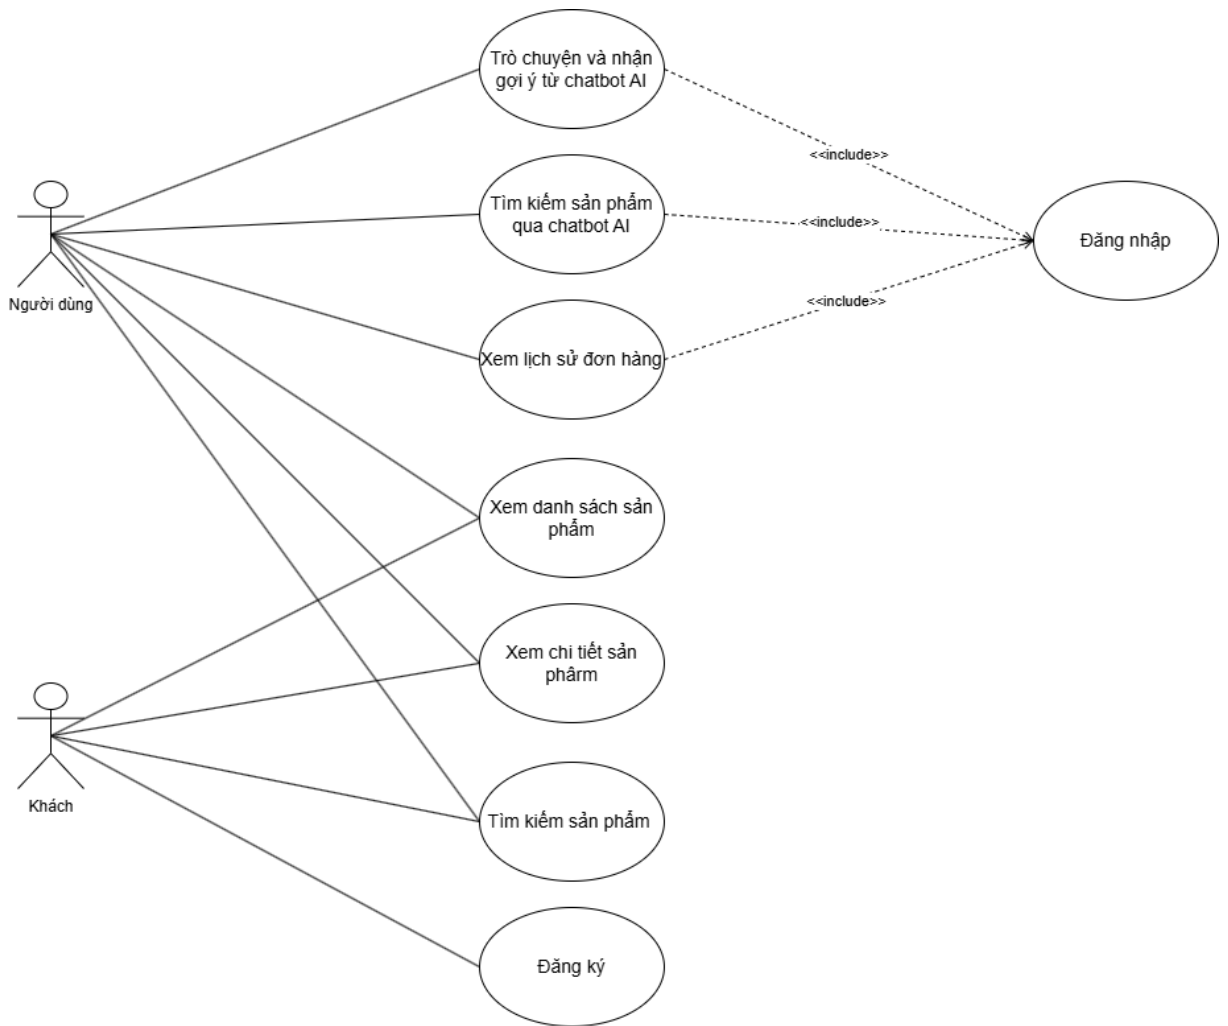 Trò chuyện và nhận
gợi ý từ chatbot AI
<<include>>
Tìm kiếm sản phẩm
qua chatbot AI
<<include>>
Đăng nhập
Người dùng
<<include>>
Xem lịch sử đơn hàng
Xem danh sách sản
phẩm
Xem chi tiết sản
phârm
Khách
Tìm kiếm sản phẩm
Đăng ký